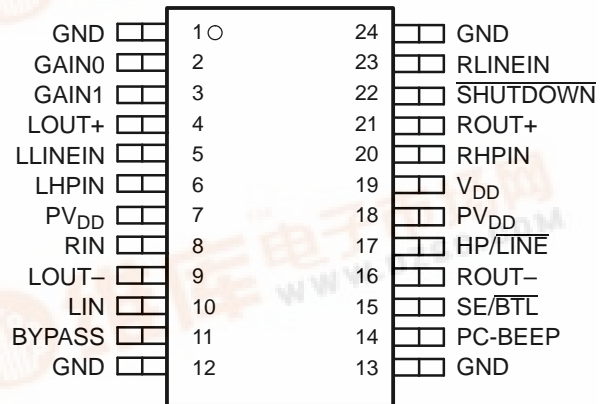 GND 1 24 GND
GAIN0 2 23 RLINEIN
GAIN1 3 22 SHUTDOWN
LOUT+ 4 21 ROUT+
LLINEIN 5 20 RHPIN
LHPIN 6 19 VDD
PVDD 7 18 PVDD
RIN 8 17 HP/LINE
LOUT– 9 16 ROUT–
LIN 10 15 SE/BTL
BYPASS 11 14 PC-BEEP
GND 12 13 GND